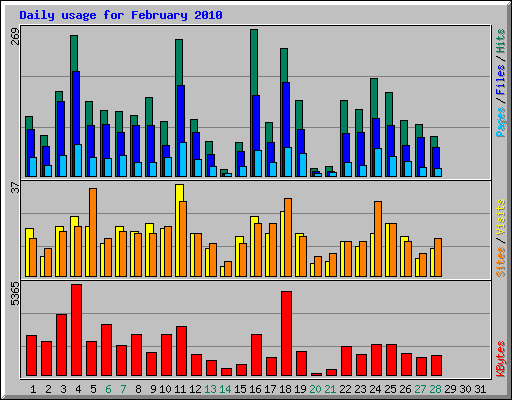 Daily usage for February 2010
269
Pages / Files / Hits
37
Sites / Visits
5365
KBytes
1 2 3 4 5 6 7 8 9 10 11 12 13 14 15 16 17 18 19 20 21 22 23 24 25 26 27 28 29 30 31